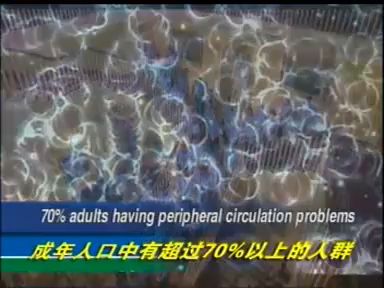 70% adults having peripheral circulation problems
成年人口中有超过70%以上的人群